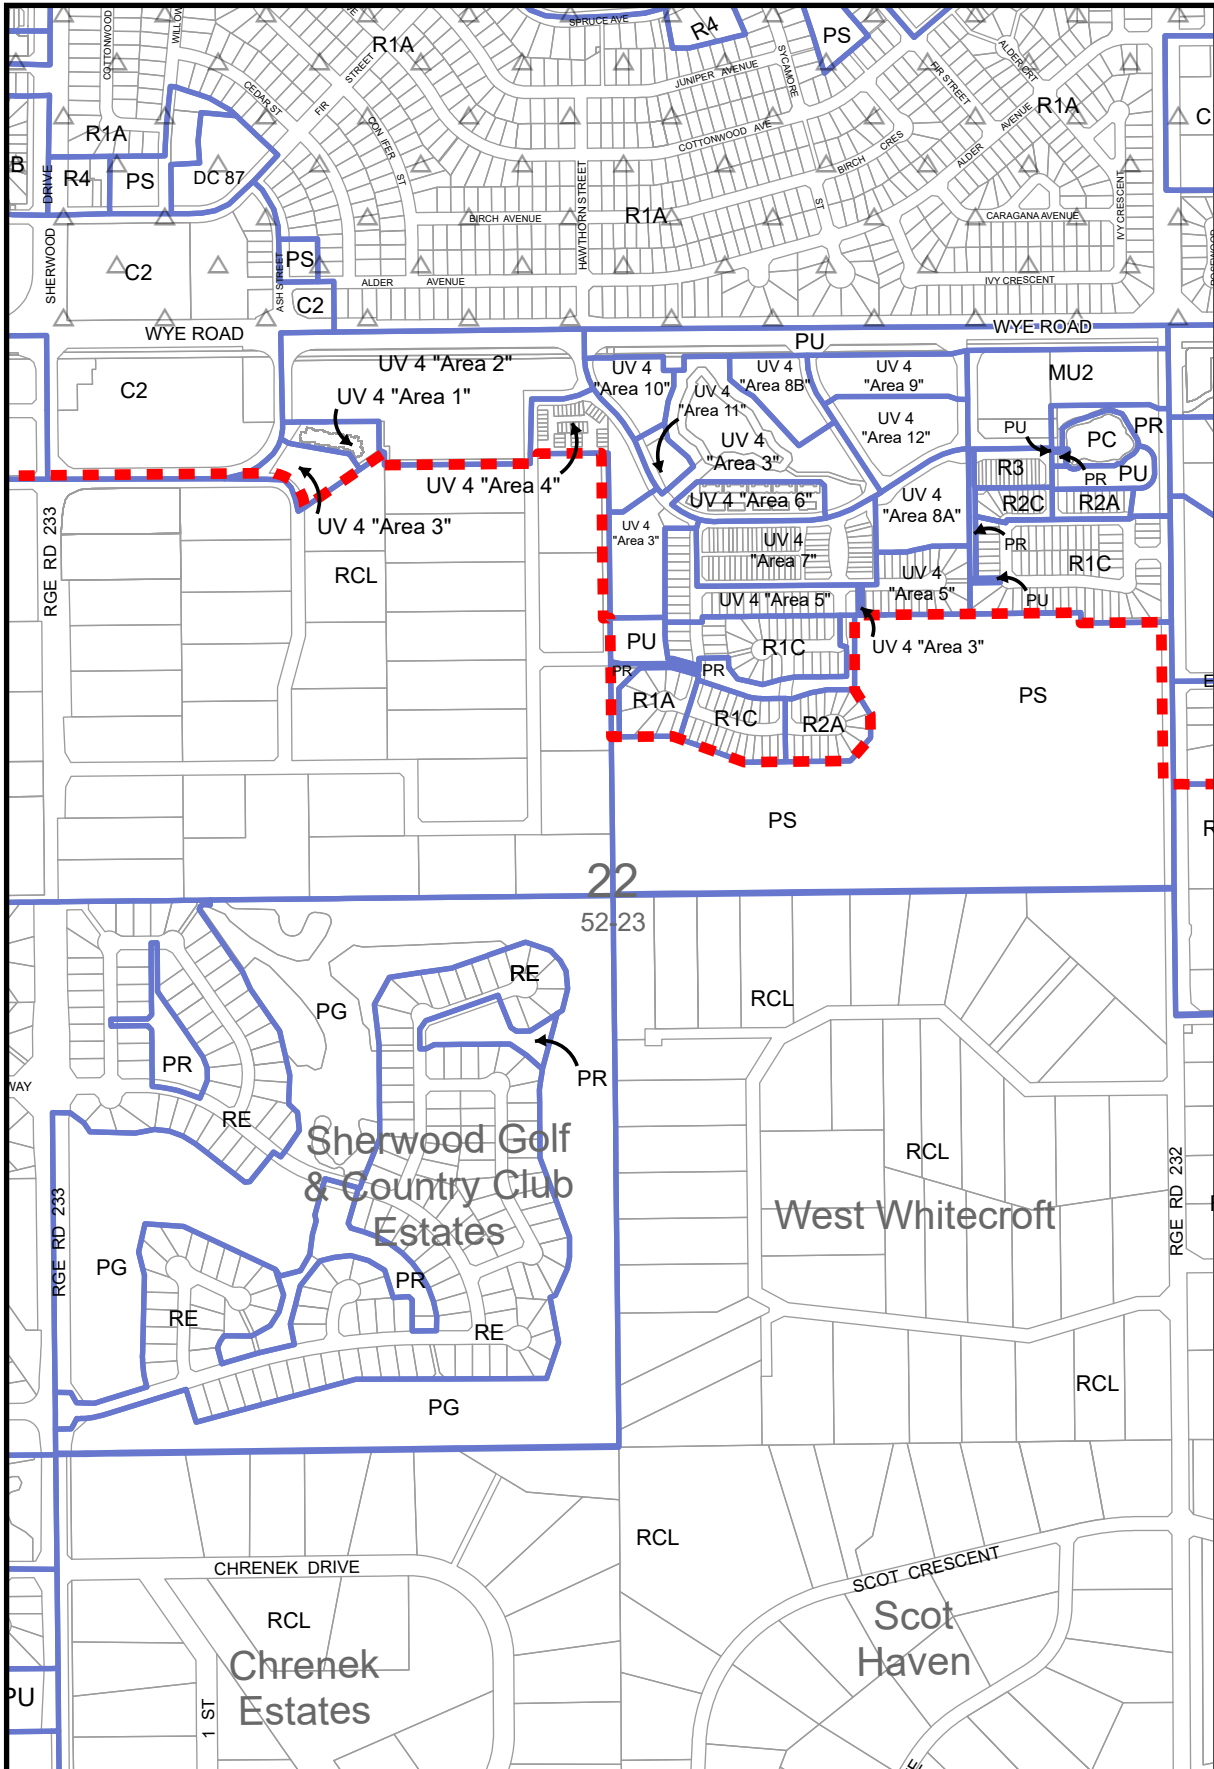 COTTONWOOD
WILLOW
R1A
STREET
SPRUCE AVE
R4
PS
SYCAMORE
ALDER CRT
JUNIPER AVENUE
FIR STREET
CEDAR ST
FIR
R1A
AVENUE
C
R1A
CONIFER
ST
COTTONWOOD AVE
BIRCH CRES
ALDER
B
DRIVE
R4
PS
DC 87
HAWTHORN STREET
ST
IVY CRESCENT
BIRCH AVENUE
R1A
CARAGANA AVENUE
SHERWOOD
C2
PS
ASH STREET
ALDER AVENUE
IVY CRESCENT
ROSEWOOD
C2
WYE ROAD
WYE ROAD
PU
UV 4 "Area 2"
C2
UV 4 "Area 1"
UV 4
"Area 10"
UV 4
"Area 11"
UV 4
"Area 8B"
UV 4
"Area 9"
MU2
UV 4
"Area 12"
PU
PC
PR
UV 4
"Area 3"
R3
PR
PU
UV 4 "Area 4"
UV 4 "Area 6"
UV 4
"Area 8A"
R2C
R2A
UV 4 "Area 3"
RGE RD 233
UV 4
"Area 3"
UV 4
"Area 7"
PR
R1C
RCL
UV 4
"Area 5"
UV 4 "Area 5"
PU
PU
R1C
UV 4 "Area 3"
PR
PR
R1A
R1C
R2A
PS
PS
R
22
52-23
RE
PG
RCL
PR
PR
WAY
RE
Sherwood Golf
& Country Club
Estates
RCL
RGE RD 232
West Whitecroft
RGE RD 233
PG
PR
RE
RE
RCL
PG
RCL
CHRENEK DRIVE
SCOT CRESCENT
RCL
Scot
Haven
Chrenek
Estates
PU
1 ST